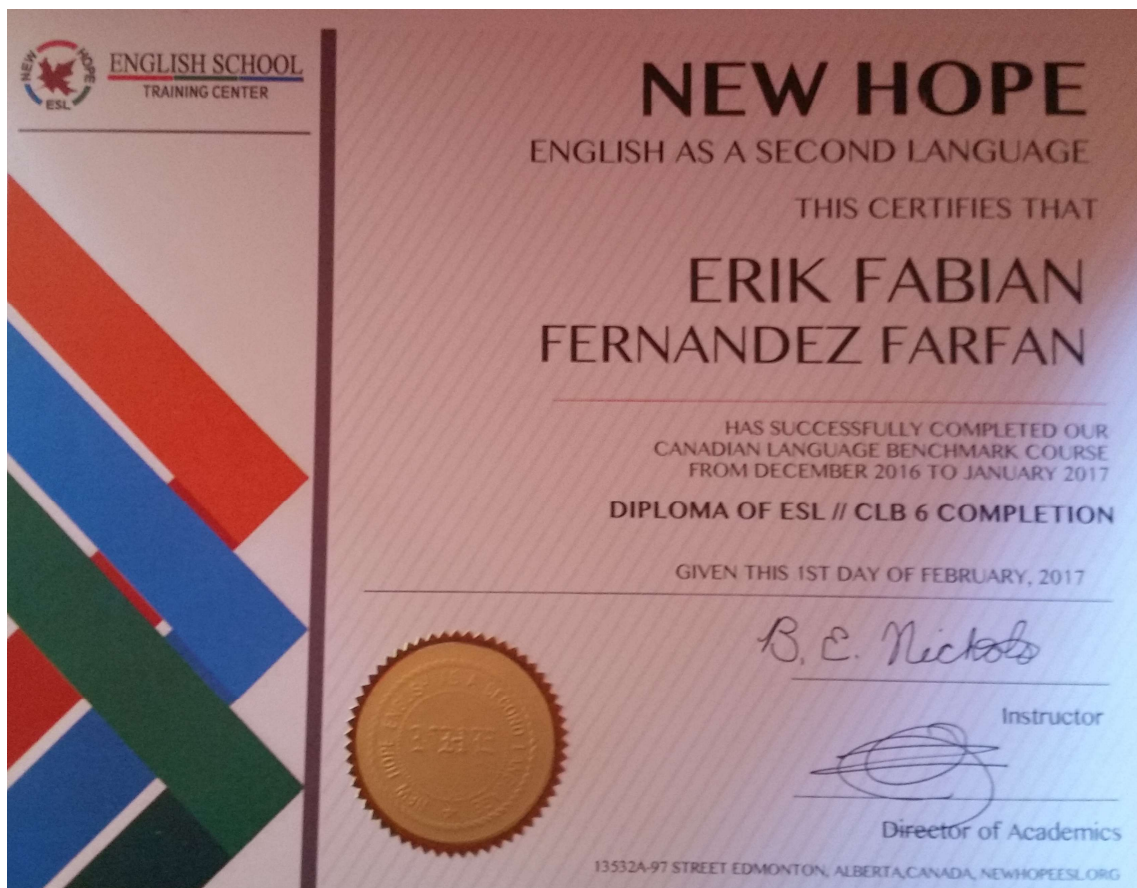 NEW HOPE
ESL
ENGLISH SCHOOL
TRAINING CENTER
NEW HOPE
ENGLISH AS A SECOND LANGUAGE
THIS CERTIFIES THAT
ERIK FABIAN
FERNANDEZ FARFAN
HAS SUCCESSFULLY COMPLETED OUR
CANADIAN LANGUAGE BENCHMARK COURSE
FROM DECEMBER 2016 TO JANUARY 2017
DIPLOMA OF ESL // CLB 6 COMPLETION
GIVEN THIS 1ST DAY OF FEBRUARY, 2017
B. E. Nichols
Instructor
Director of Academics
13532A-97 STREET EDMONTON, ALBERTA,CANADA, NEWHOPEESL.ORG